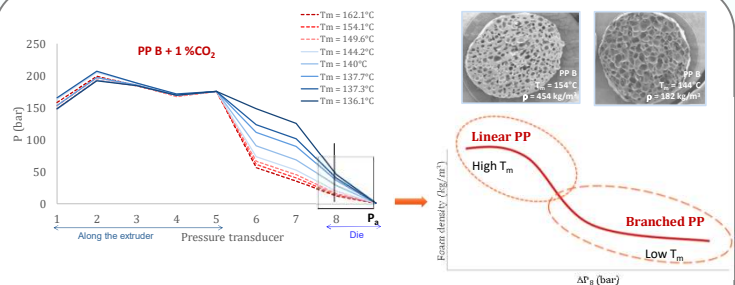 PP B + 1 %CO2
Tm = 162.1°C
Tm = 154.1°C
Tm = 149.6°C
Tm = 144.2°C
Tm = 140°C
Tm = 137.7°C
Tm = 137.3°C
Tm = 136.1°C
P (bar)
250
200
150
100
50
0
1 2 3 4 5 6 7 8 Pa
Along the extruder
Pressure transducer
Die
PP B
Tm = 154°C
ρ = 454 kg/m3
PP B
Tm = 144°C
ρ = 182 kg/m3
Foam density (kg/m3)
Linear PP
High Tm
Branched PP
Low Tm
ΔP8 (bar)